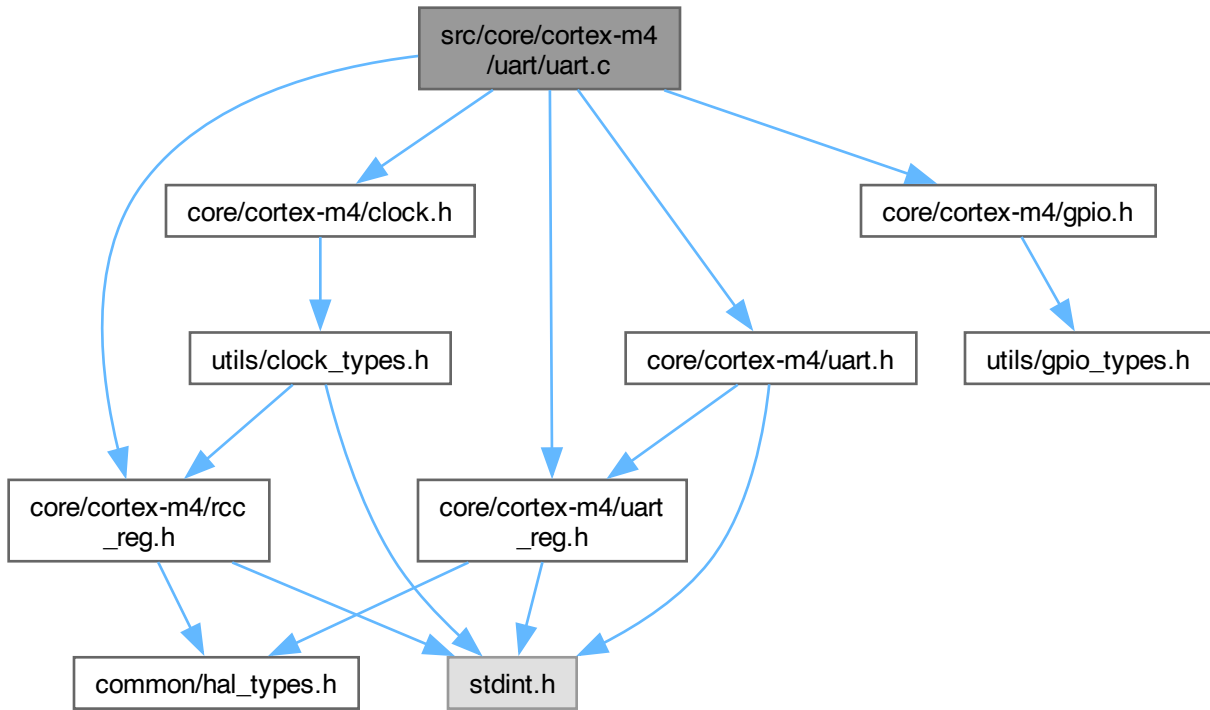 src/core/cortex-m4
/uart/uart.c
core/cortex-m4/clock.h
core/cortex-m4/gpio.h
utils/clock_types.h
core/cortex-m4/uart.h
utils/gpio_types.h
core/cortex-m4/rcc
_reg.h
core/cortex-m4/uart
_reg.h
common/hal_types.h
stdint.h